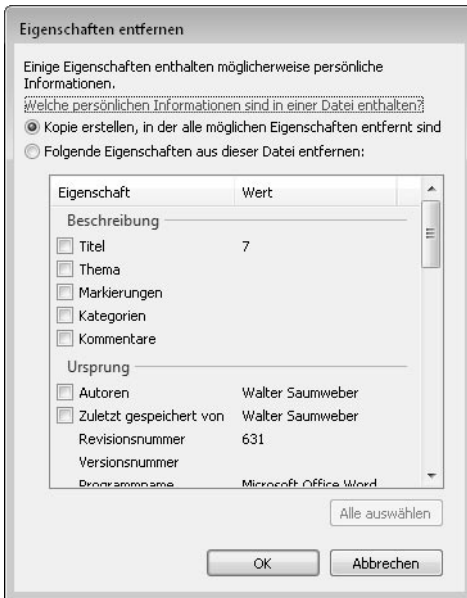 Eigenschaften entfernen
Einige Eigenschaften enthalten möglicherweise persönliche
Informationen.
Welche persönlichen Informationen sind in einer Datei enthalten?
Kopie erstellen, in der alle möglichen Eigenschaften entfernt sind
Folgende Eigenschaften aus dieser Datei entfernen:
Eigenschaft Wert
Beschreibung
Titel 7
Thema
Markierungen
Kategorien
Kommentare
Ursprung
Autoren Walter Saumweber
Zuletzt gespeichert von Walter Saumweber
Revisionsnummer 631
Versionsnummer
Programmname Microsoft Office Word
Alle auswählen
OK Abbrechen